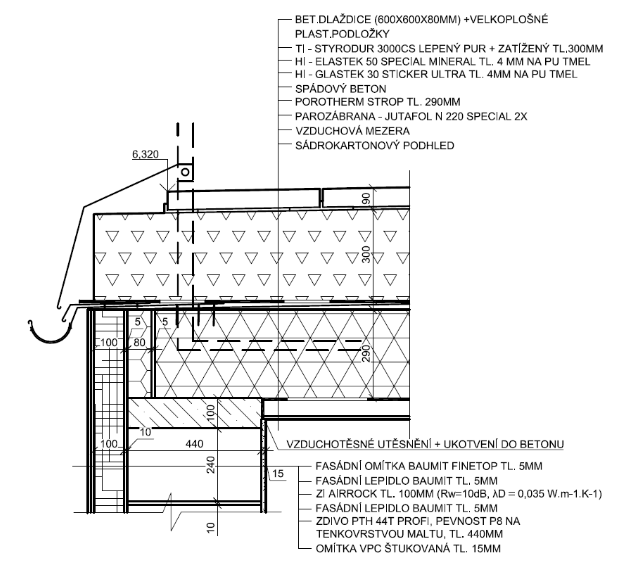 BET.DLAŽDICE (600X600X80MM) +VELKOPLOŠNÉ
PLAST.PODLOŽKY
TI - STYRODUR 3000CS LEPENÝ PUR + ZATÍŽENÝ TL.300MM
HI - ELASTEK 50 SPECIAL MINERAL TL. 4 MM NA PU TMEL
HI - GLASTEK 30 STICKER ULTRA TL. 4MM NA PU TMEL
SPÁDOVÝ BETON
POROTHERM STROP TL. 290MM
PAROZÁBRANA - JUTAFOL N 220 SPECIAL 2X
VZDUCHOVÁ MEZERA
SÁDROKARTONOVÝ PODHLED
6,320
90
300
5
5
100
80
290
100
100
10
440
VZDUCHOTĚSNÉ UTĚSNĚNÍ + UKOTVENÍ DO BETONU
240
15
FASÁDNÍ OMÍTKA BAUMIT FINETOP TL. 5MM
FASÁDNÍ LEPIDLO BAUMIT TL. 5MM
ZI AIRROCK TL. 100MM (Rw=10dB, λD = 0,035 W.m-1.K-1)
FASÁDNÍ LEPIDLO BAUMIT TL. 5MM
ZDIVO PTH 44T PROFI, PEVNOST P8 NA
TENKOVRSTVOU MALTU, TL. 440MM
OMÍTKA VPC ŠTUKOVANÁ TL. 15MM
10